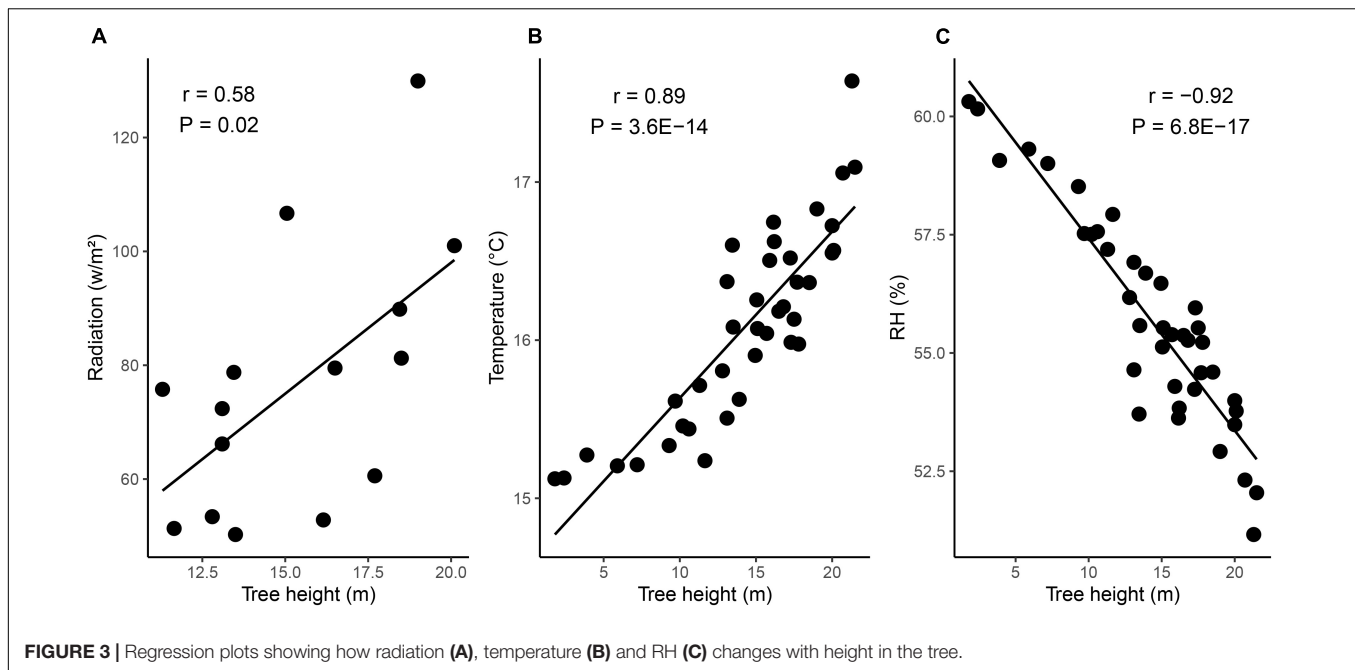 A
r = 0.58
P = 0.02
120
100
80
60
Radiation (w/m²)
12.5 15.0 17.5 20.0
Tree height (m)
B
r = 0.89
P = 3.6E−14
17
16
15
Temperature (°C)
5 10 15 20
Tree height (m)
C
r = −0.92
P = 6.8E−17
60.0
57.5
55.0
52.5
RH (%)
5 10 15 20
Tree height (m)
FIGURE 3 | Regression plots showing how radiation (A), temperature (B) and RH (C) changes with height in the tree.